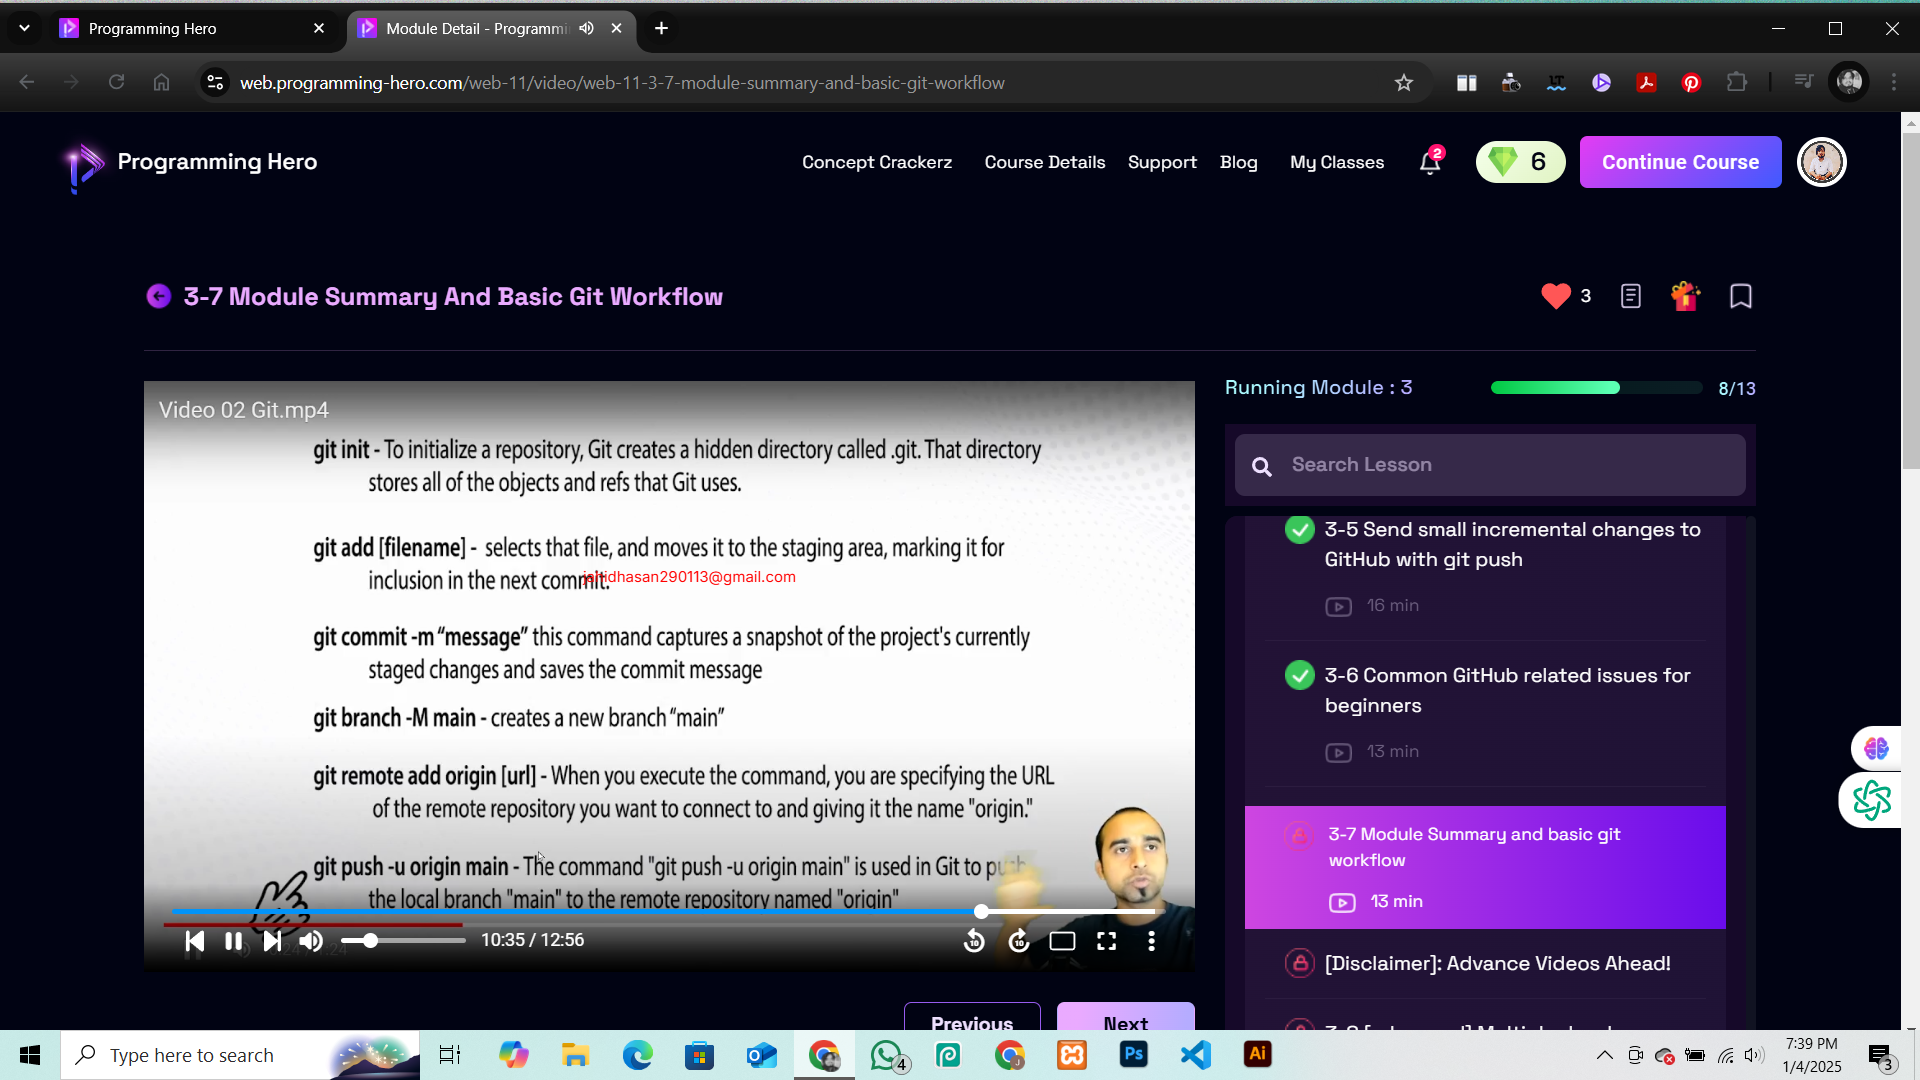 Programming Hero
Module Detail - Programmi
web.programming-hero.com/web-11/video/web-11-3-7-module-summary-and-basic-git-workflow
LT
Programming Hero
Concept Crackerz
Course Details
Support
Blog
My Classes
2
6
Continue Course
3-7 Module Summary And Basic Git Workflow
3
Video 02 Git.mp4
git init - To initialize a repository, Git creates a hidden directory called .git. That directory
stores all of the objects and refs that Git uses.
git add [filename] - selects that file, and moves it to the staging area, marking it for
inclusion in the next commit.
jahidhasan290113@gmail.com
git commit -m “message” this command captures a snapshot of the project's currently
staged changes and saves the commit message
git branch -M main - creates a new branch “main”
git remote add origin [url] - When you execute the command, you are specifying the URL
of the remote repository you want to connect to and giving it the name "origin."
git push -u origin main - The command "git push -u origin main" is used in Git to push
the local branch "main" to the remote repository named "origin"
10:35 / 12:56
10
10
Previous
Next
Running Module : 3
8/13
Search Lesson
3-5 Send small incremental changes to
GitHub with git push
16 min
3-6 Common GitHub related issues for
beginners
13 min
3-7 Module Summary and basic git
workflow
13 min
[Disclaimer]: Advance Videos Ahead!
Type here to search
4
Ps
Ai
7:39 PM
1/4/2025
3